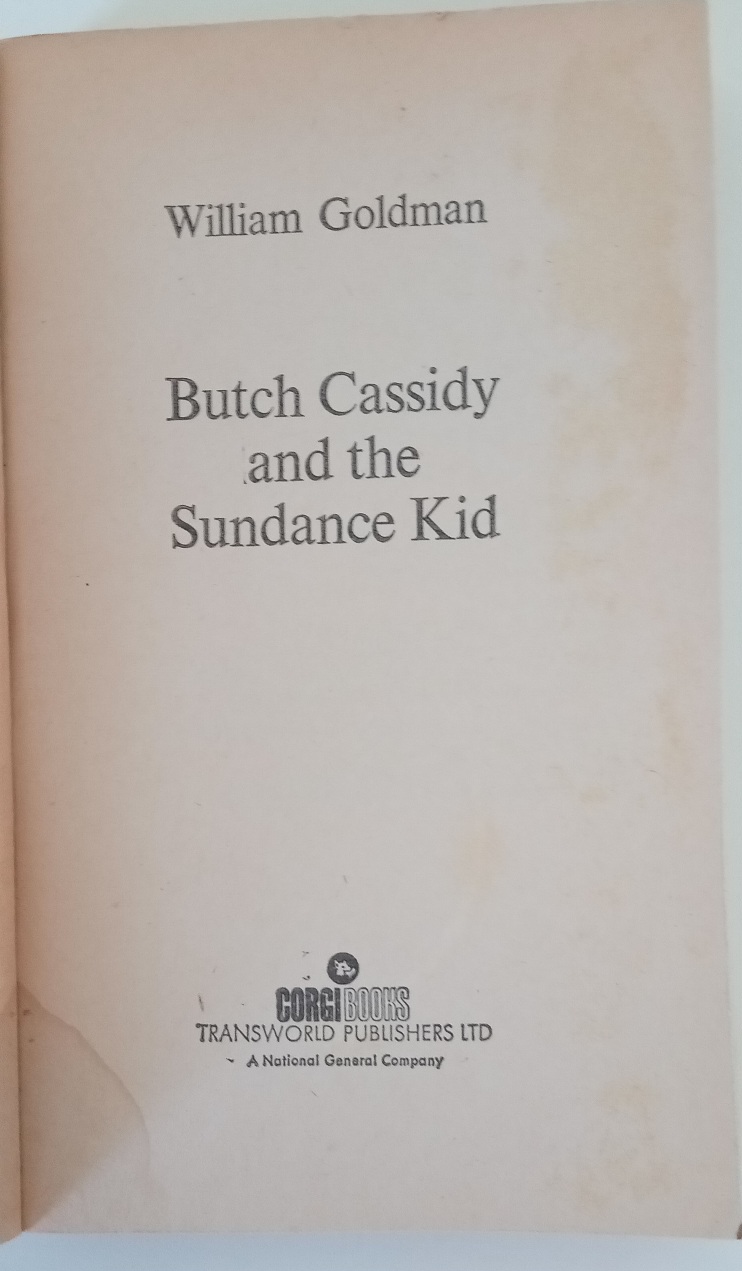 William Goldman
Butch Cassidy
and the
Sundance Kid
CORGI BOOKS
TRANSWORLD PUBLISHERS LTD
A National General Company